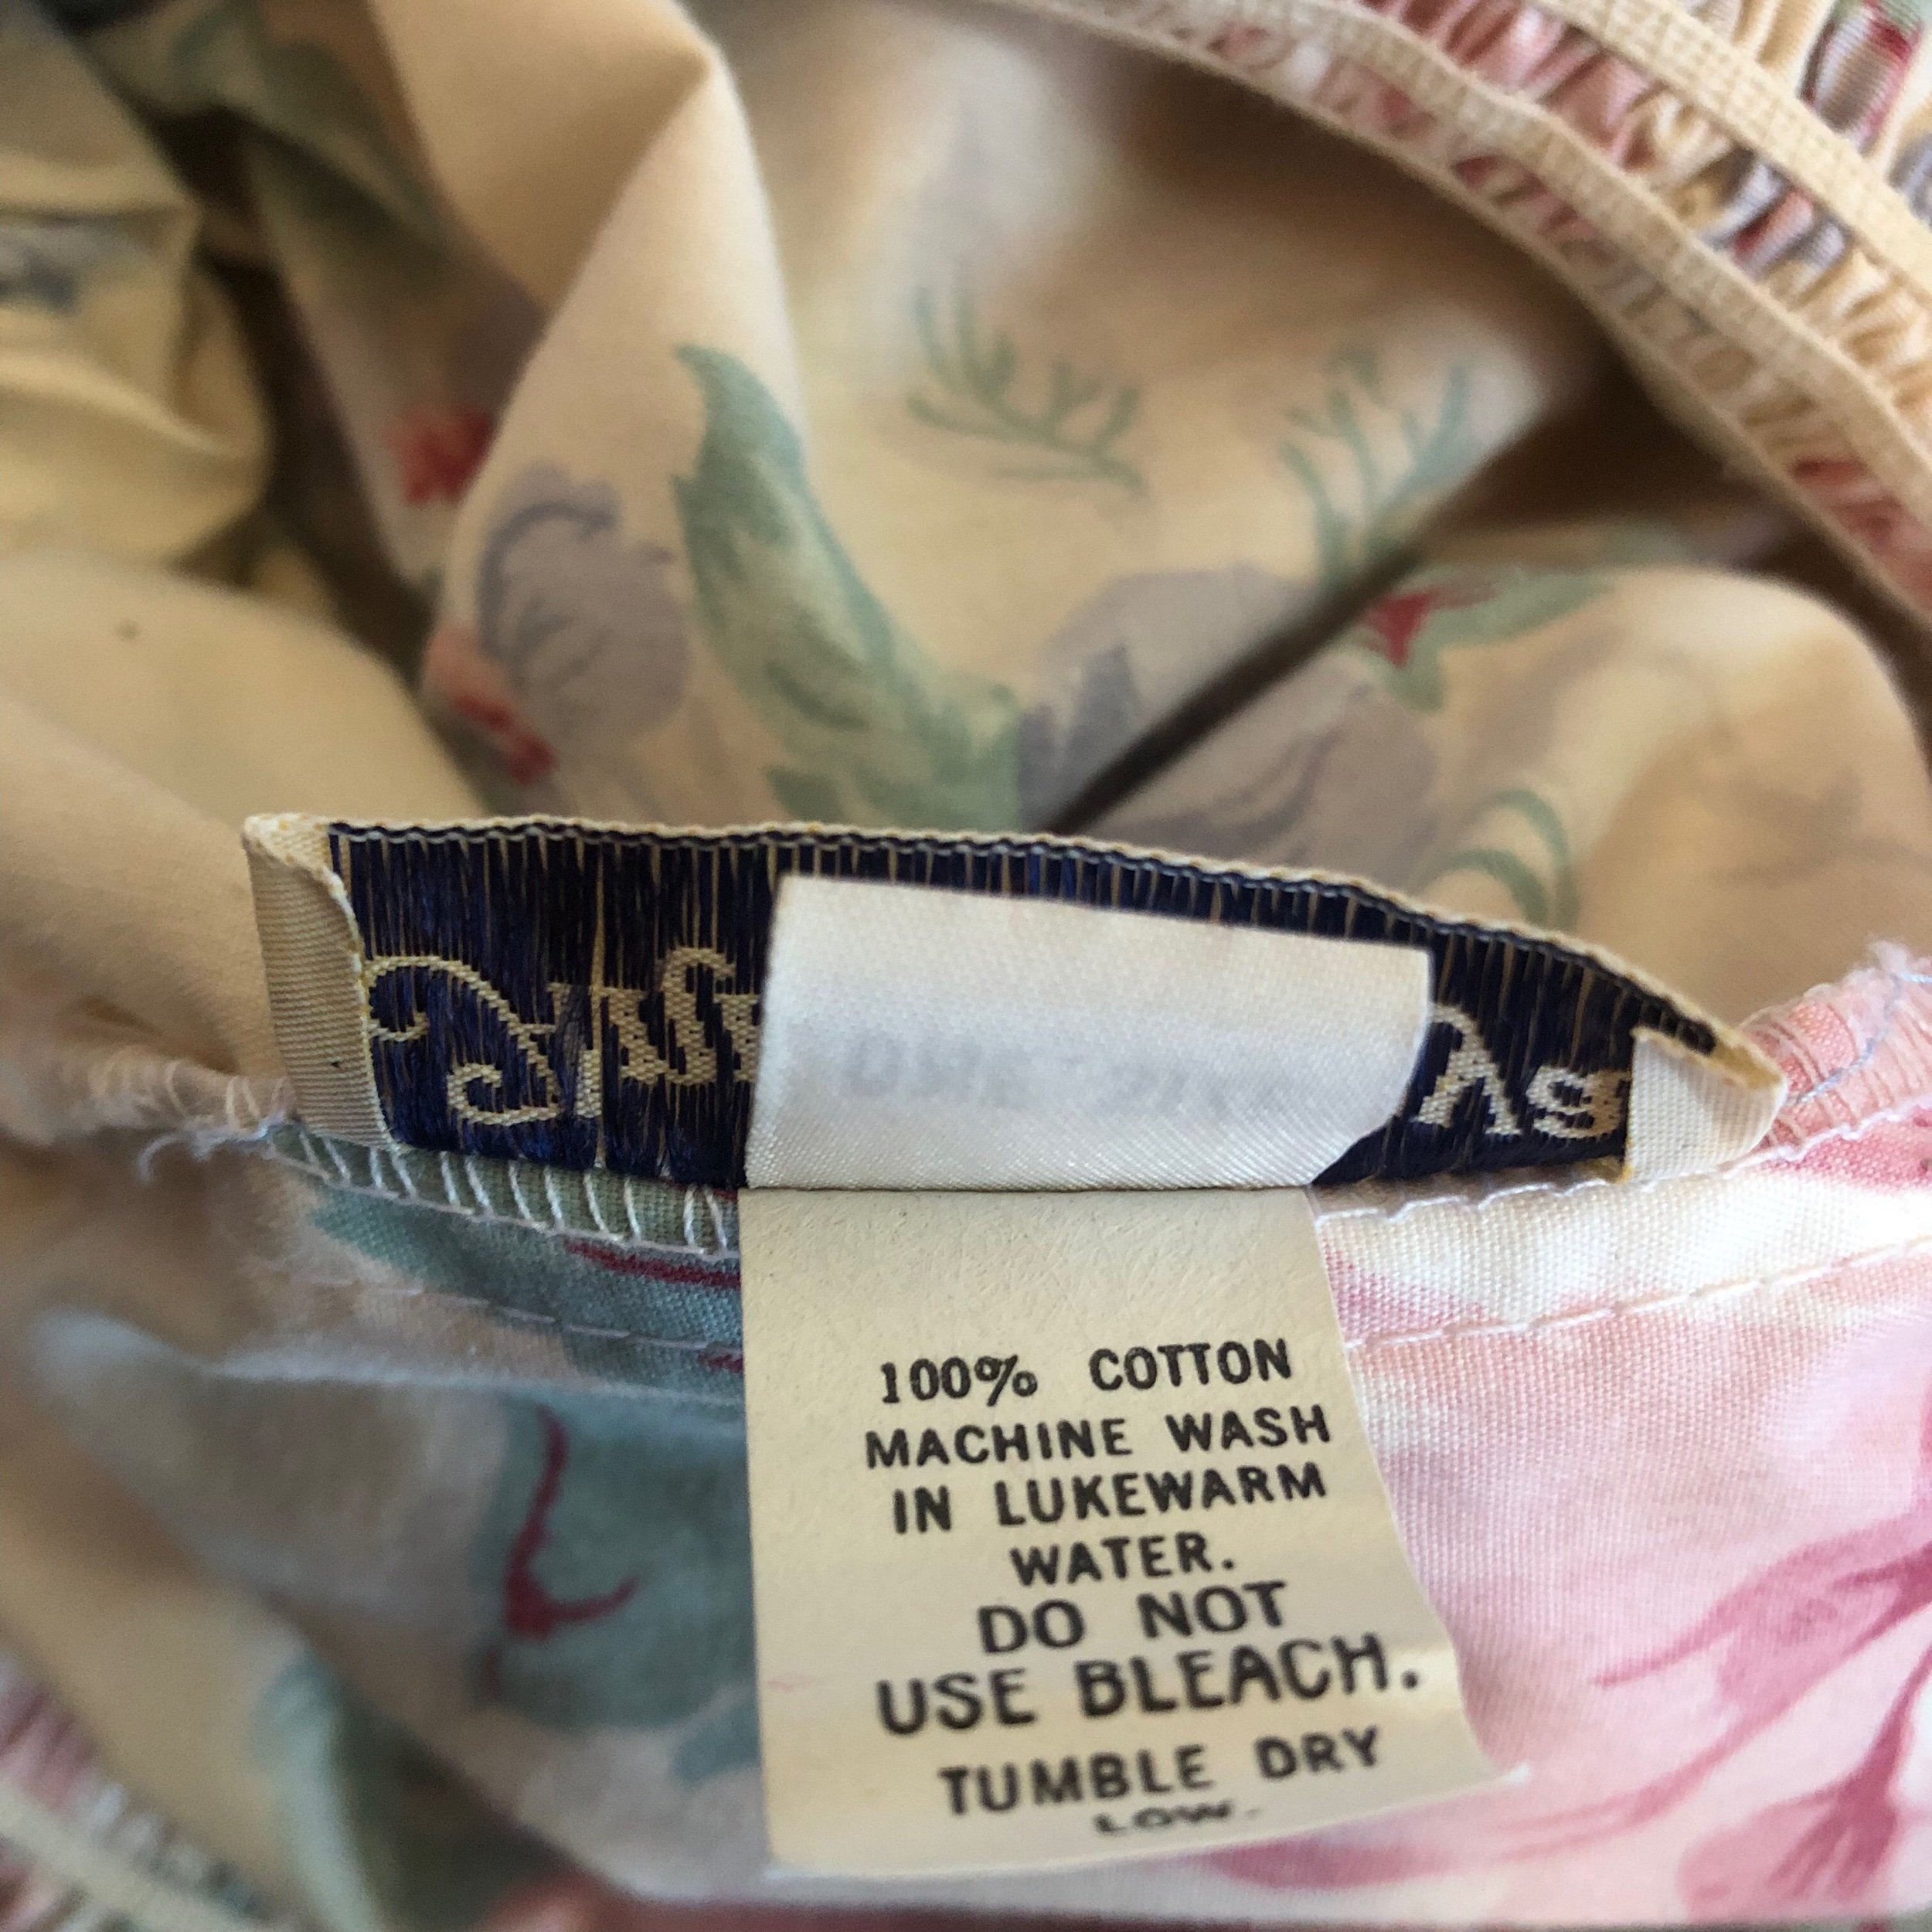 100% COTTON
MACHINE WASH
IN LUKEWARM
WATER.
DO NOT
USE BLEACH.
TUMBLE DRY
LOW.